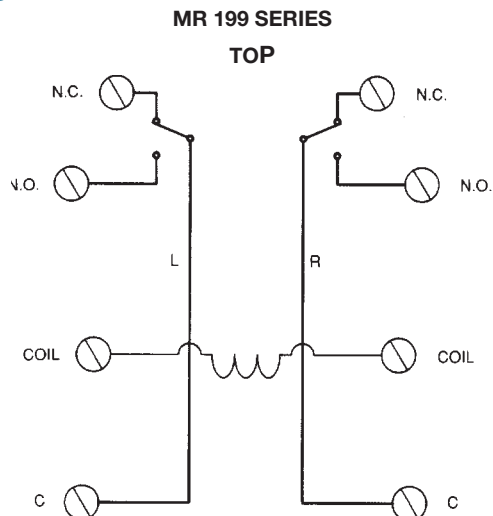 MR 199 SERIES
TOP
N.C. N.C.
N.O. N.O.
L R
COIL COIL
C C